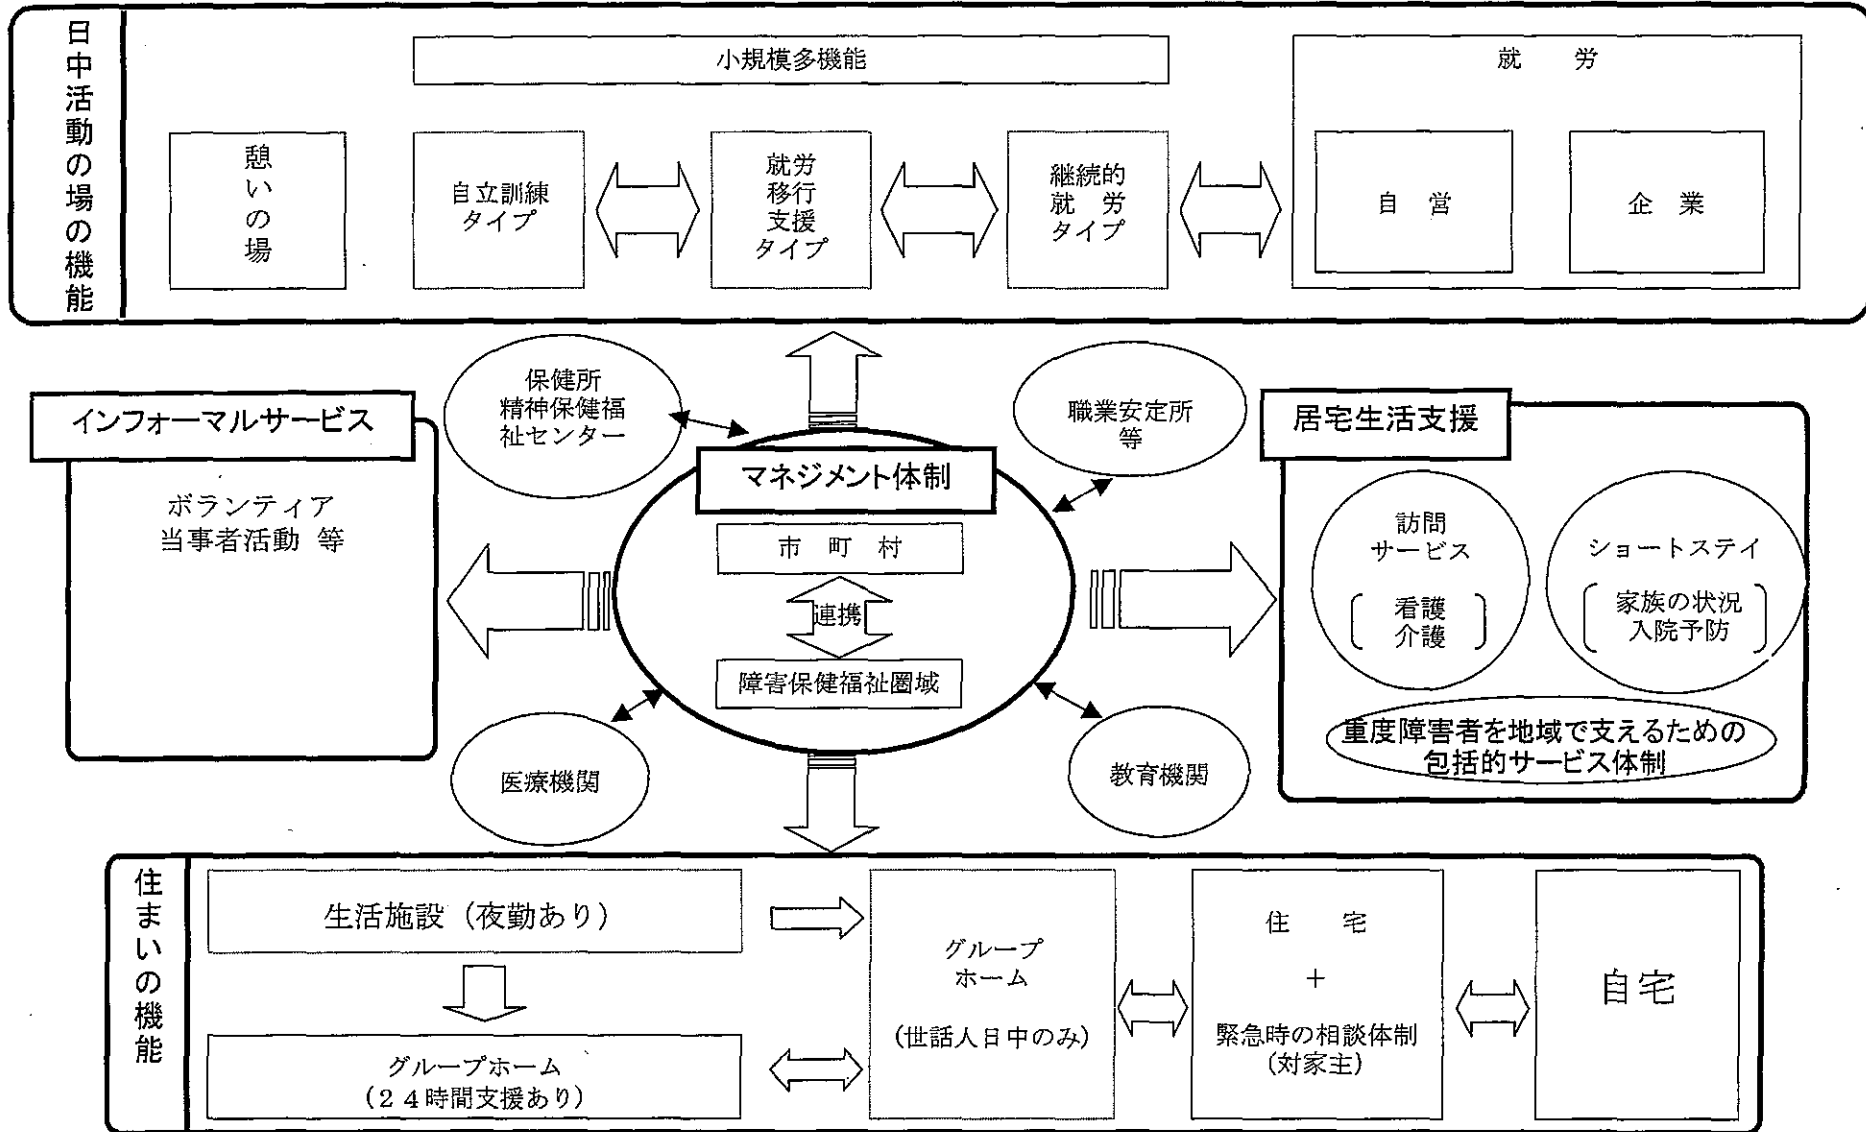 日中活動の場の機能
小規模多機能
就　労
憩いの場
自立訓練
タイプ
就労
移行
支援
タイプ
継続的
就　労
タイプ
自　営
企　業
保健所
精神保健福
祉センター
職業安定所
等
インフォーマルサービス
ボランティア
当事者活動 等
マネジメント体制
市　町　村
連携
障害保健福祉圏域
居宅生活支援
訪問
サービス
看護
介護
ショートステイ
家族の状況
入院予防
重度障害者を地域で支えるための
包括的サービス体制
医療機関
教育機関
住まいの機能
生活施設（夜勤あり）
グループホーム
（２４時間支援あり）
グループ
ホーム
(世話人日中のみ)
住　宅
＋
緊急時の相談体制
(対家主)
自宅